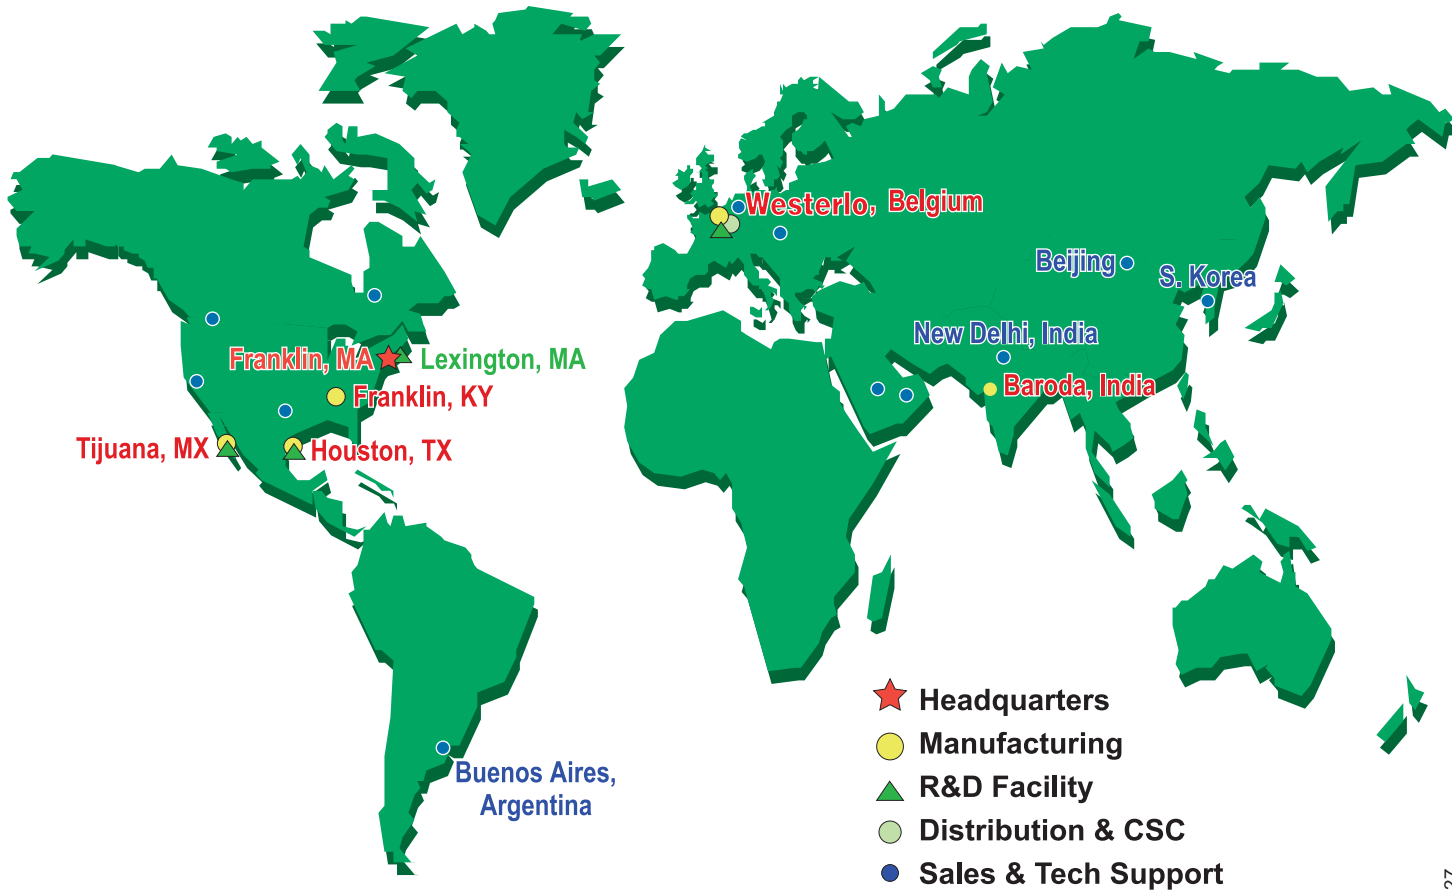 Westerlo, Belgium
Beijing
S. Korea
New Delhi, India
Franklin, MA
Lexington, MA
Baroda, India
Franklin, KY
Tijuana, MX
Houston, TX
Buenos Aires,
Argentina
Headquarters
Manufacturing
R&D Facility
Distribution & CSC
Sales & Tech Support
27